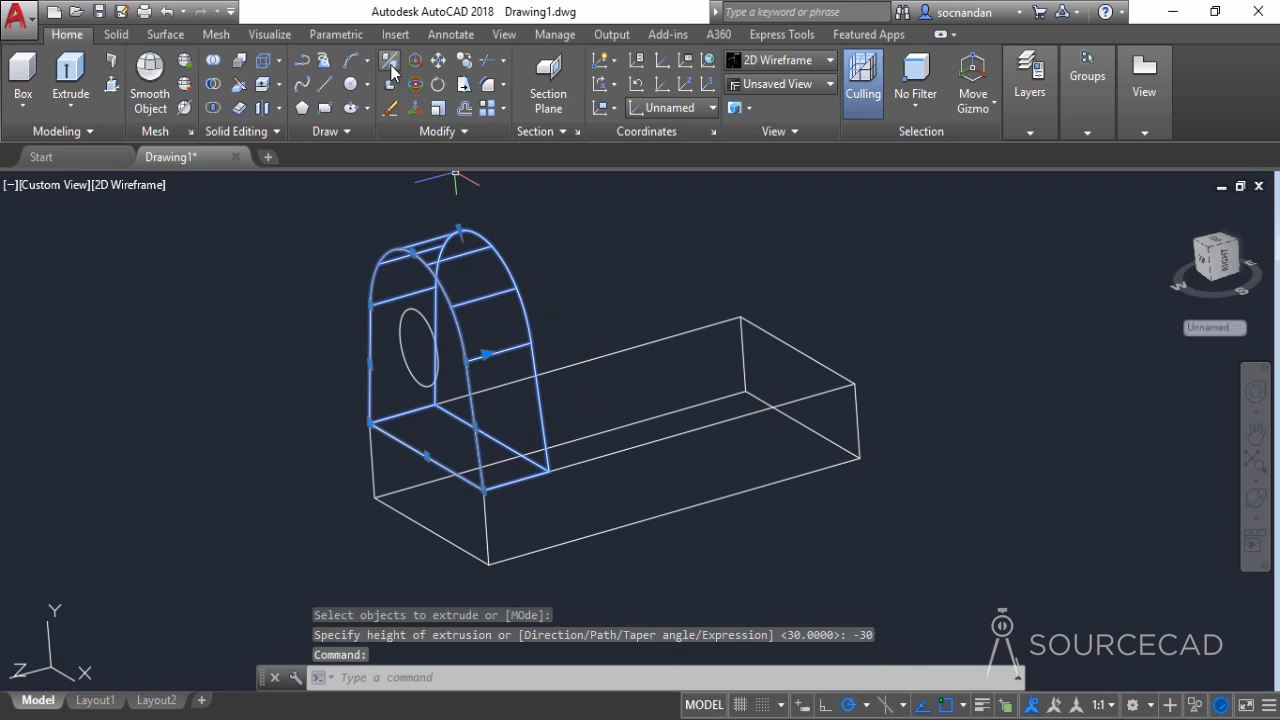 Autodesk AutoCAD 2018 Drawing1.dwg
Type a keyword or phrase
socnandan
Home Solid Surface Mesh Visualize Parametric Insert Annotate View Manage Output Add-ins A360 Express Tools Featured Apps
Box
Extrude
Smooth
Object
Section
Plane
Unnamed
2D Wireframe
Unsaved View
Culling
No Filter
Move
Gizmo
Layers
Groups
View
Modeling Mesh Solid Editing Draw Modify Section Coordinates View Selection
Start Drawing1*
[−][Custom View][2D Wireframe]
RIGHT
W
S
E
Unnamed
Select objects to extrude or [MOde]:
Specify height of extrusion or [Direction/Path/Taper angle/Expression] <30.0000>: -30
Command:
Type a command
Y
Z
X
SOURCECAD
Model Layout1 Layout2
MODEL
1:1